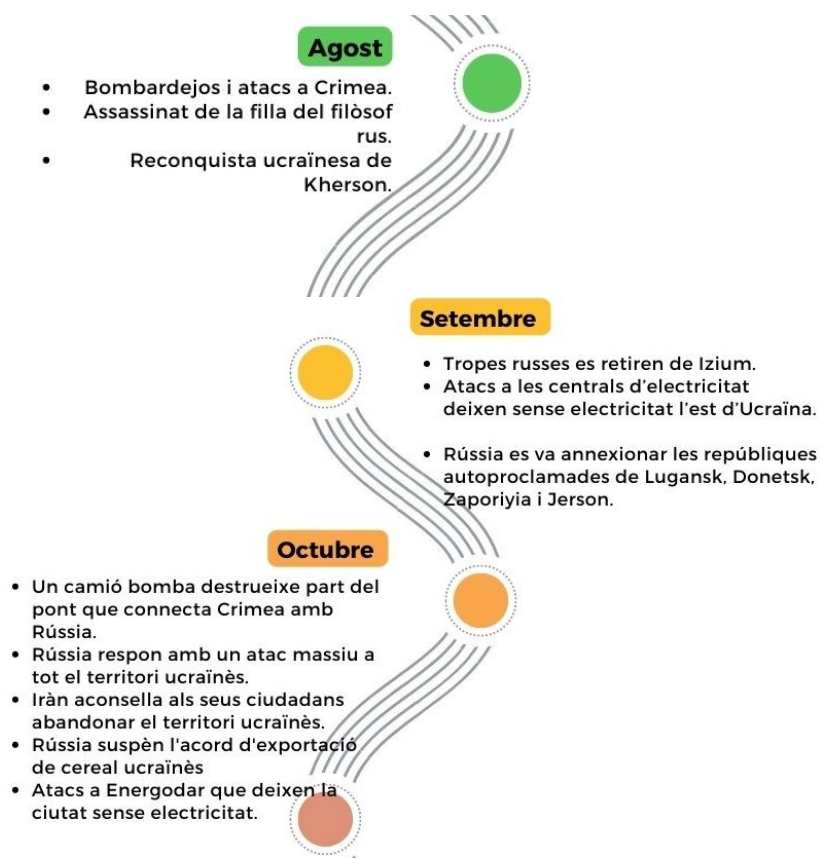 Agost
• Bombardejos i atacs a Crimea.
• Assassinat de la filla del filòsof
rus.
• Reconquista ucraïnesa de
Kherson.
Setembre
• Tropes russes es retiren de Izium.
• Atacs a les centrals d'electricitat
deixen sense electricitat l'est d'Ucraïna.
• Rússia es va annexionar les repúbliques
autoproclamades de Lugansk, Donetsk,
Zaporiyia i Jerson.
Octubre
• Un camió bomba destrueixe part del
pont que connecta Crimea amb
Rússia.
• Rússia respon amb un atac massiu a
tot el territori ucraïnès.
• Iràn aconsella als seus ciudadans
abandonar el territori ucraïnès.
• Rússia suspèn l'acord d'exportació
de cereal ucraïnès
• Atacs a Energodar que deixen la
ciutat sense electricitat.